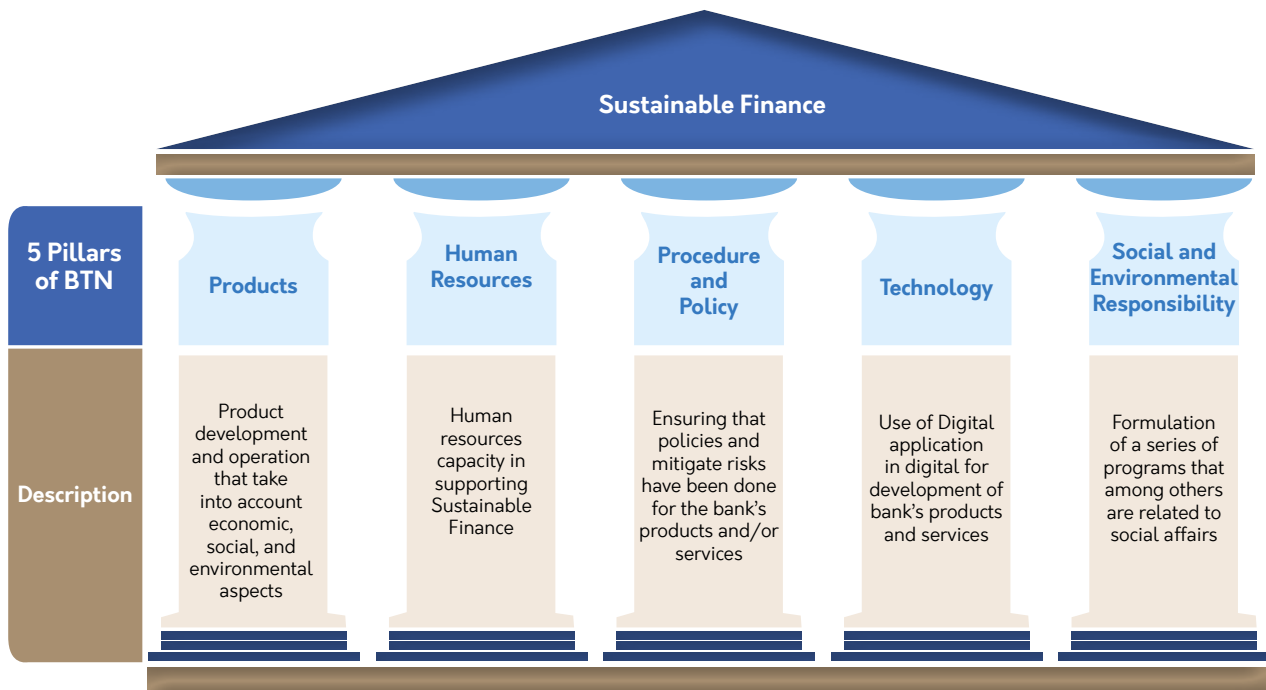 Sustainable Finance
5 Pillars
of BTN
Products
Human
Resources
Procedure
and
Policy
Technology
Social and
Environmental
Responsibility
Description
Product
development
and operation
that take
into account
economic,
social, and
environmental
aspects
Human
resources
capacity in
supporting
Sustainable
Finance
Ensuring that
policies and
mitigate risks
have been done
for the bank's
products and/or
services
Use of Digital
application
in digital for
development of
bank's products
and services
Formulation
of a series of
programs that
among others
are related to
social affairs